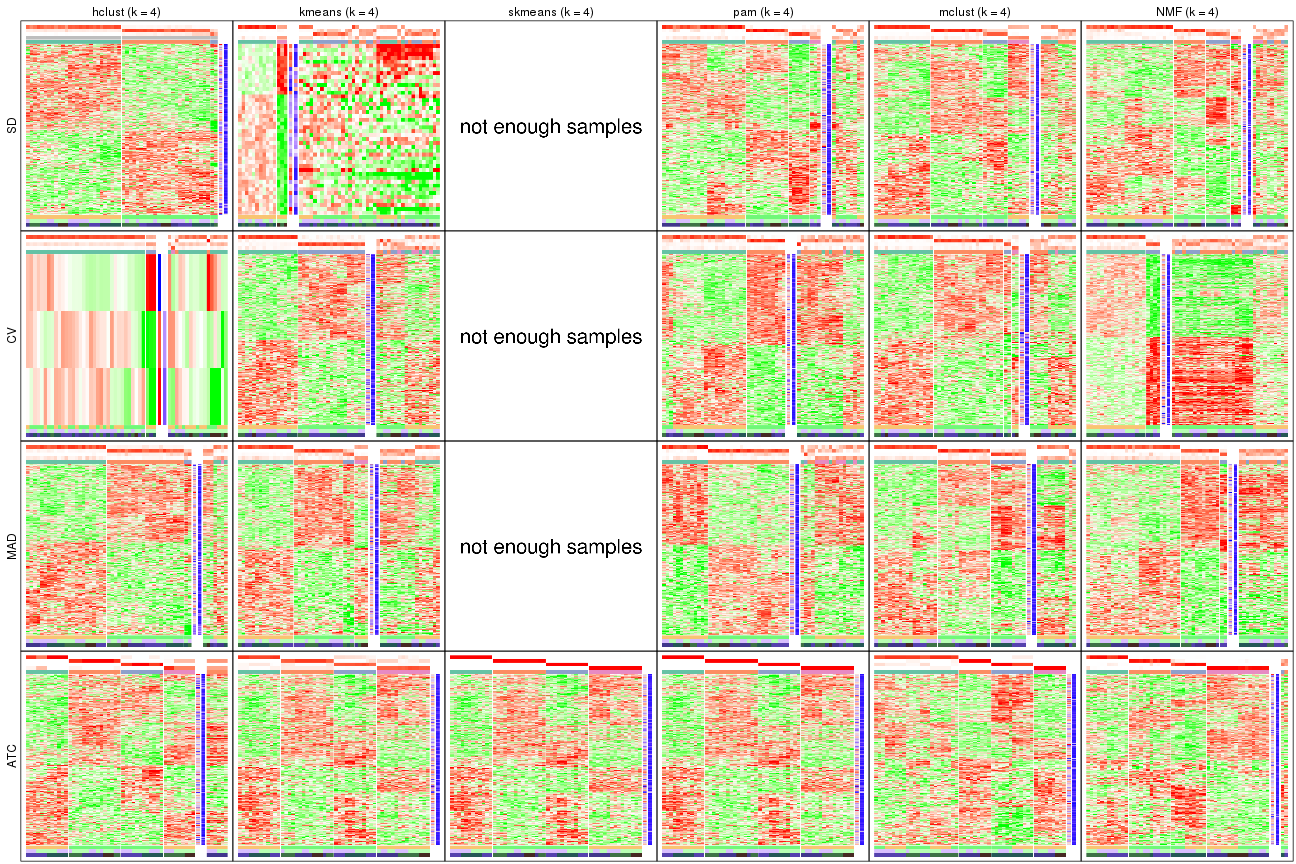 hclust (k = 4) kmeans (k = 4) skmeans (k = 4) pam (k = 4) mclust (k = 4) NMF (k = 4)
SD
not enough samples
CV
not enough samples
MAD
not enough samples
ATC